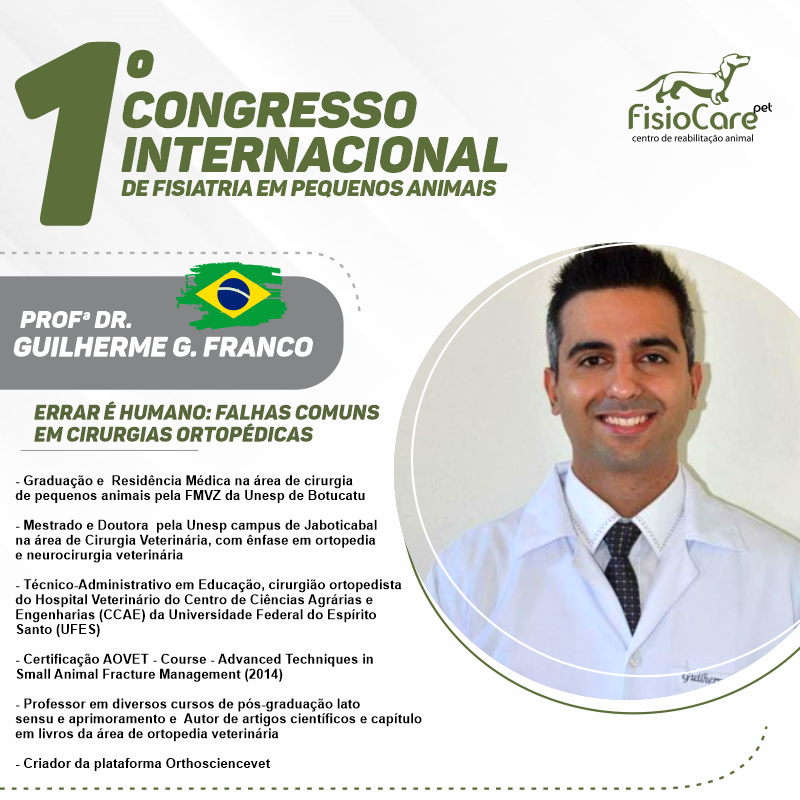 1º
CONGRESSO
INTERNACIONAL
DE FISIATRIA EM PEQUENOS ANIMAIS
FisioCare pet
centro de reabilitação animal
PROFª DR.
GUILHERME G. FRANCO
ERRAR É HUMANO: FALHAS COMUNS
EM CIRURGIAS ORTOPÉDICAS
- Graduação e Residência Médica na área de cirurgia
de pequenos animais pela FMVZ da Unesp de Botucatu
- Mestrado e Doutora pela Unesp campus de Jaboticabal
na área de Cirurgia Veterinária, com ênfase em ortopedia
e neurocirurgia veterinária
- Técnico-Administrativo em Educação, cirurgião ortopedista
do Hospital Veterinário do Centro de Ciências Agrárias e
Engenharias (CCAE) da Universidade Federal do Espírito
Santo (UFES)
- Certificação AOVET - Course - Advanced Techniques in
Small Animal Fracture Management (2014)
- Professor em diversos cursos de pós-graduação lato
sensu e aprimoramento e Autor de artigos científicos e capítulo
em livros da área de ortopedia veterinária
- Criador da plataforma Orthosciencevet